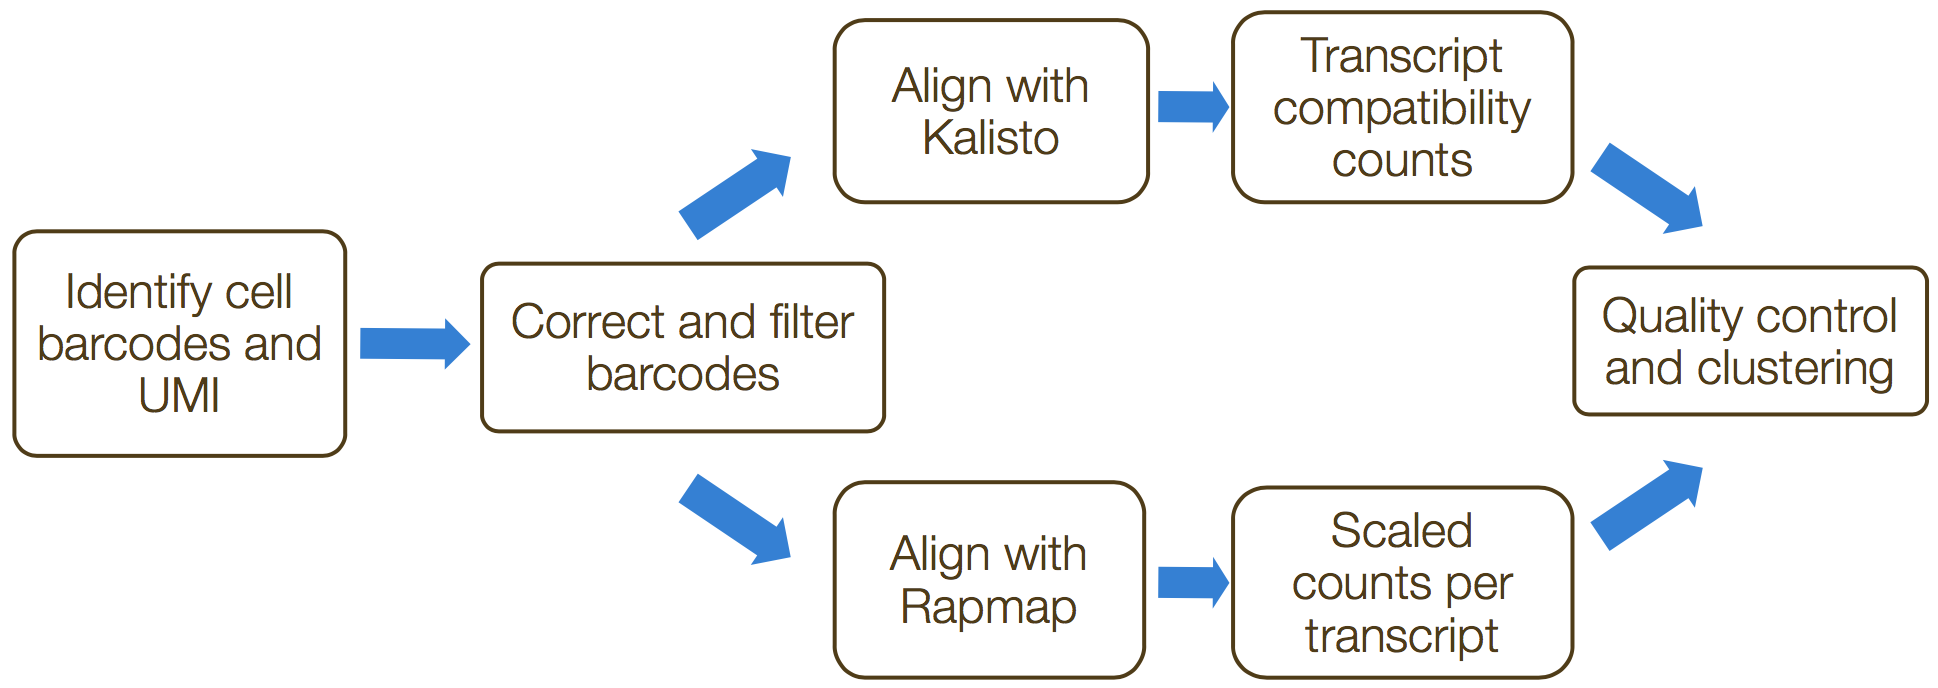 Identify cell
barcodes and
UMI
Correct and filter
barcodes
Align with
Kalisto
Transcript
compatibility
counts
Align with
Rapmap
Scaled
counts per
transcript
Quality control
and clustering